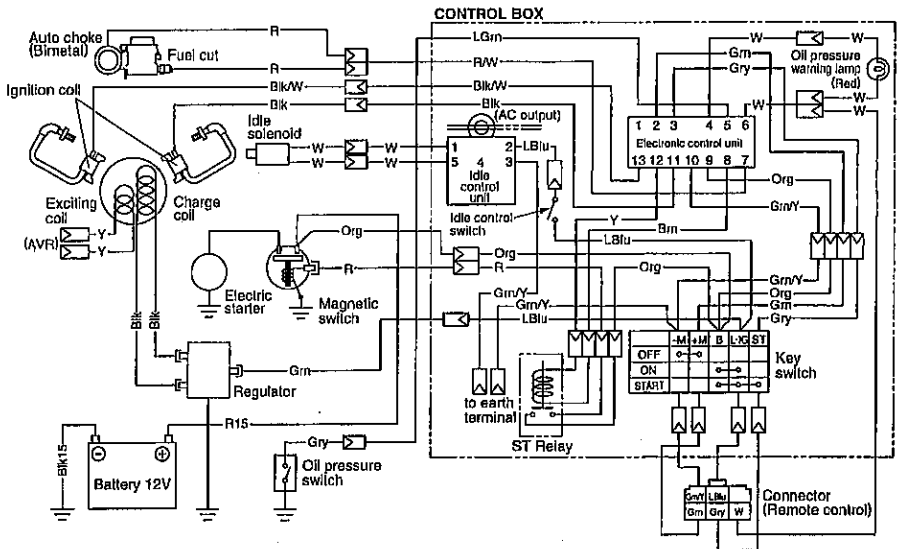 CONTROL BOX
Auto choke
(Bimetal)
Fuel cut
R
R
LGrn
R/W
Ignition coil
Blk/W
Blk
Blk/W
Blk
W
Grn
Gry
W
Oil pressure
warning lamp
(Red)
W
W
W
1 2 3 4 5 6
Electronic control unit
13 12 11 10 9 8 7
Idle
solenoid
W
W
W
W
(AC output)
1 2
5 4 3
Idle
control
unit
LBlu
Idle control
switch
LBlu
Y
Brn
Org
Grn/Y
Exciting
coil
Charge
coil
(AVR)
Y
Y
Org
R
Org
R
Org
Electric
starter
Magnetic
switch
Grn/Y
Grn/Y
LBlu
Grn/Y
Org
Grn
Gry
Blk
Blk
Regulator
Grn
to earth
terminal
ST Relay
-M +M B L·IG ST
OFF
ON
START
Key
switch
R15
Blk15
Battery 12V
Gry
Oil pressure
switch
Grn/Y LBlu
Grn Gry W
Connector
(Remote control)